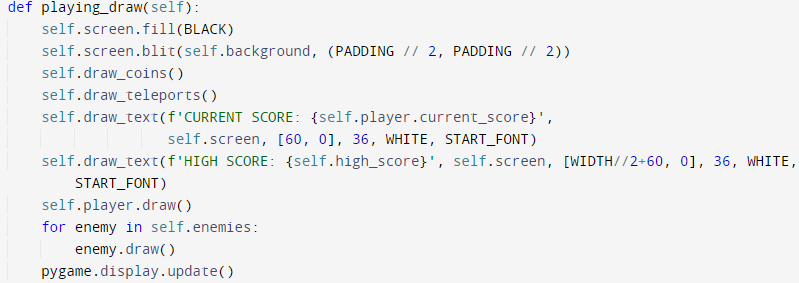 def playing_draw(self):
    self.screen.fill(BLACK)
    self.screen.blit(self.background, (PADDING // 2, PADDING // 2))
    self.draw_coins()
    self.draw_teleports()
    self.draw_text(f'CURRENT SCORE: {self.player.current_score}',
                   self.screen, [60, 0], 36, WHITE, START_FONT)
    self.draw_text(f'HIGH SCORE: {self.high_score}', self.screen, [WIDTH//2+60, 0], 36, WHITE,
        START_FONT)
    self.player.draw()
    for enemy in self.enemies:
        enemy.draw()
    pygame.display.update()